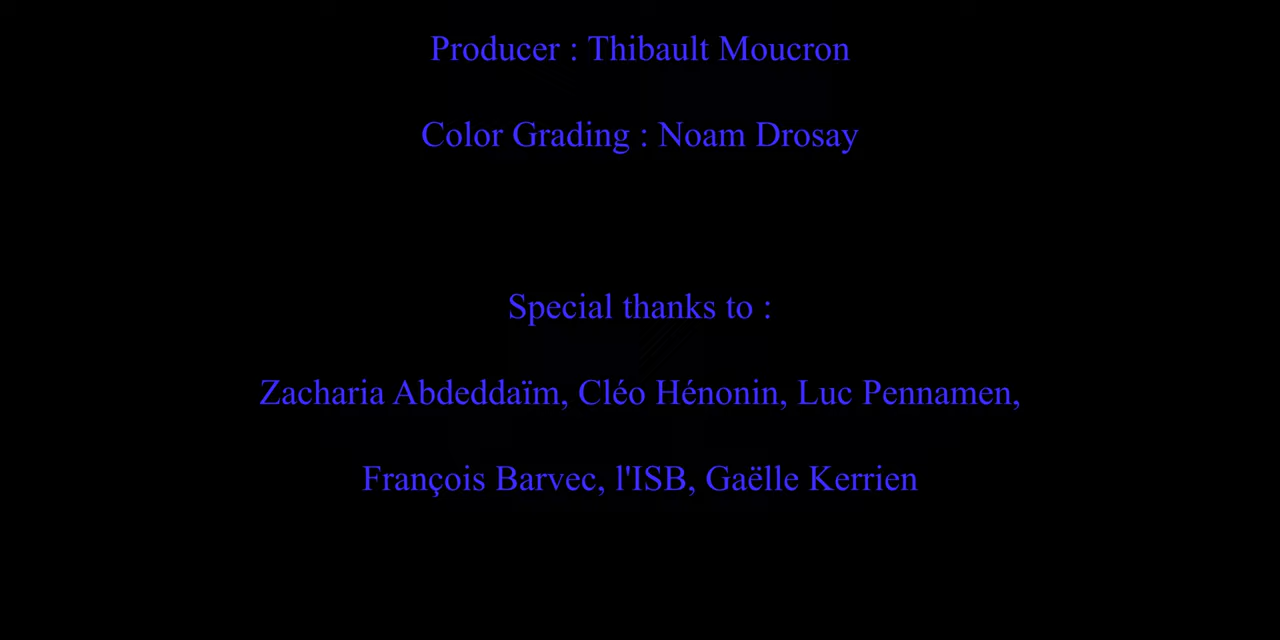 Producer : Thibault Moucron
Color Grading : Noam Drosay
Special thanks to :
Zacharia Abdeddaïm, Cléo Hénonin, Luc Pennamen,
François Barvec, l'ISB, Gaëlle Kerrien